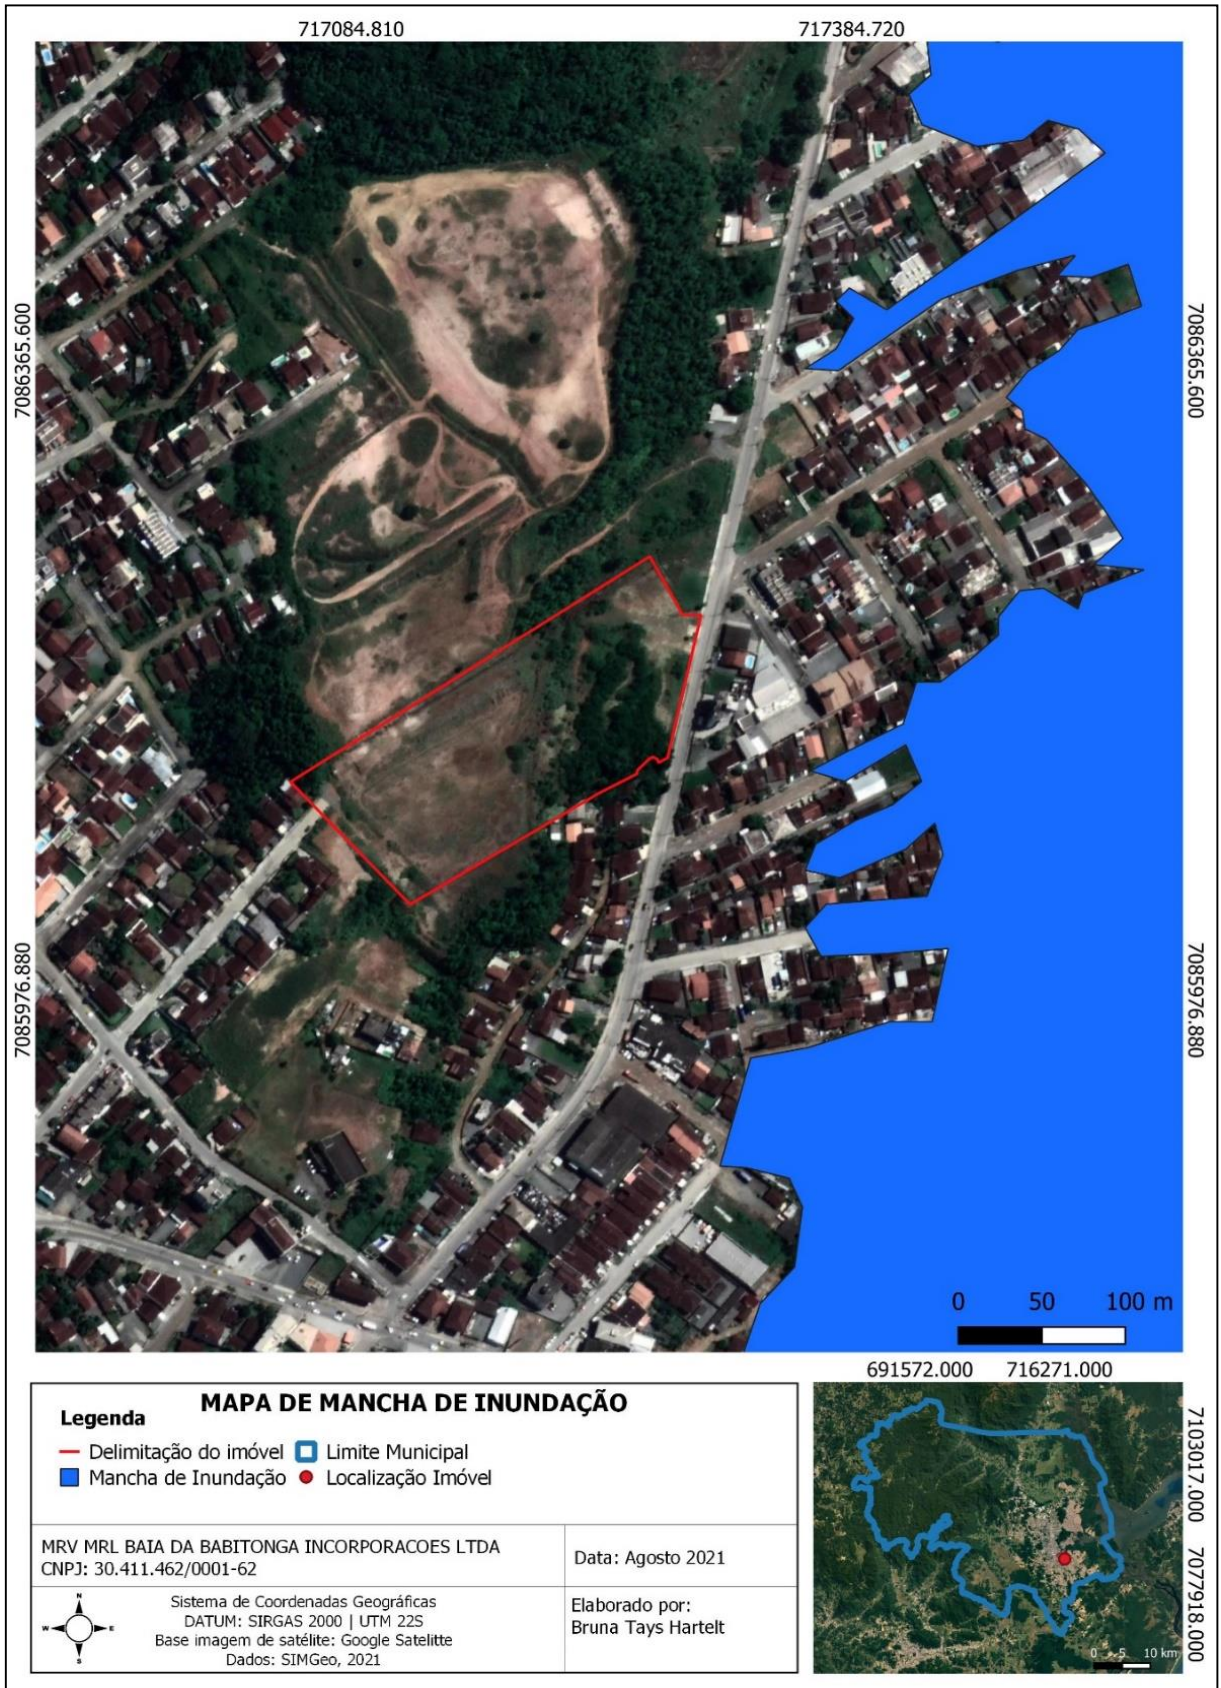 717084.810
717384.720
7086365.600
7086365.600
7085976.880
7085976.880
0 50 100 m
691572.000 716271.000
MAPA DE MANCHA DE INUNDAÇÃO
Legenda
Delimitação do imóvel
Limite Municipal
Mancha de Inundação
Localização Imóvel
7103017.000
7077918.000
MRV MRL BAIA DA BABITONGA INCORPORACOES LTDA
CNPJ: 30.411.462/0001-62
Data: Agosto 2021
N
W E
S
Sistema de Coordenadas Geográficas
DATUM: SIRGAS 2000 | UTM 22S
Base imagem de satélite: Google Satelitte
Dados: SIMGeo, 2021
Elaborado por:
Bruna Tays Hartelt
0 5 10 km